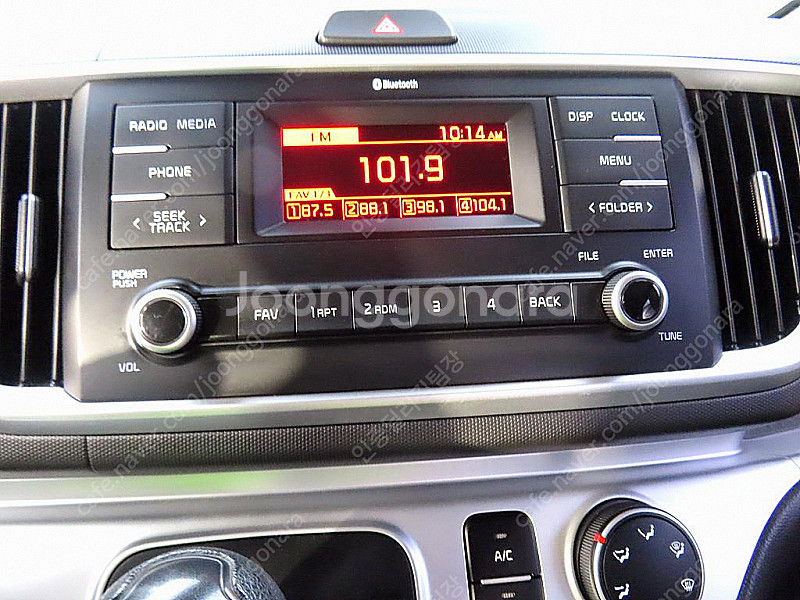 Bluetooth
RADIO MEDIA
PHONE
< SEEK TRACK >
FM 10:14 AM
101.9
FAV 1/3
1 87.5 2 88.1 3 98.1 4 104.1
DISP CLOCK
MENU
< FOLDER >
POWER PUSH
VOL
FAV 1 RPT 2 RDM 3 4 BACK
FILE ENTER
TUNE
A/C
Joonggonara